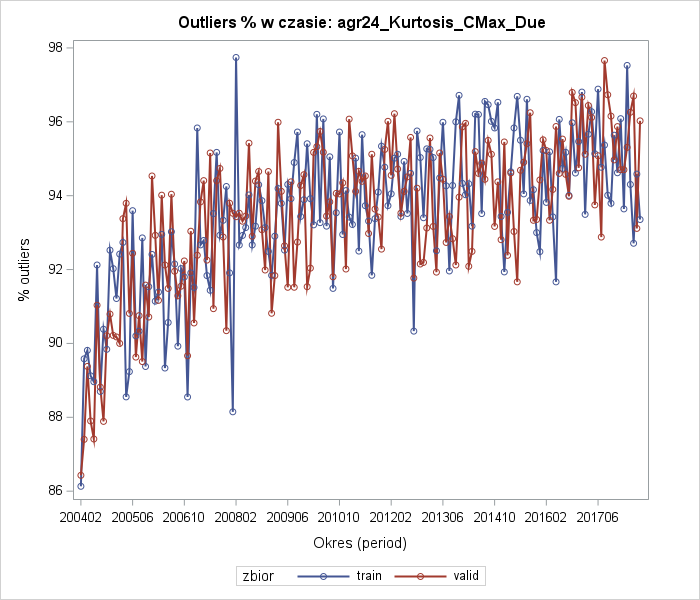 Outliers % w czasie: agr24_Kurtosis_CMax_Due
98
96
94
92
90
88
86
% outliers
200402 200506 200610 200802 200906 201010 201202 201306 201410 201602 201706
Okres (period)
zbior train valid